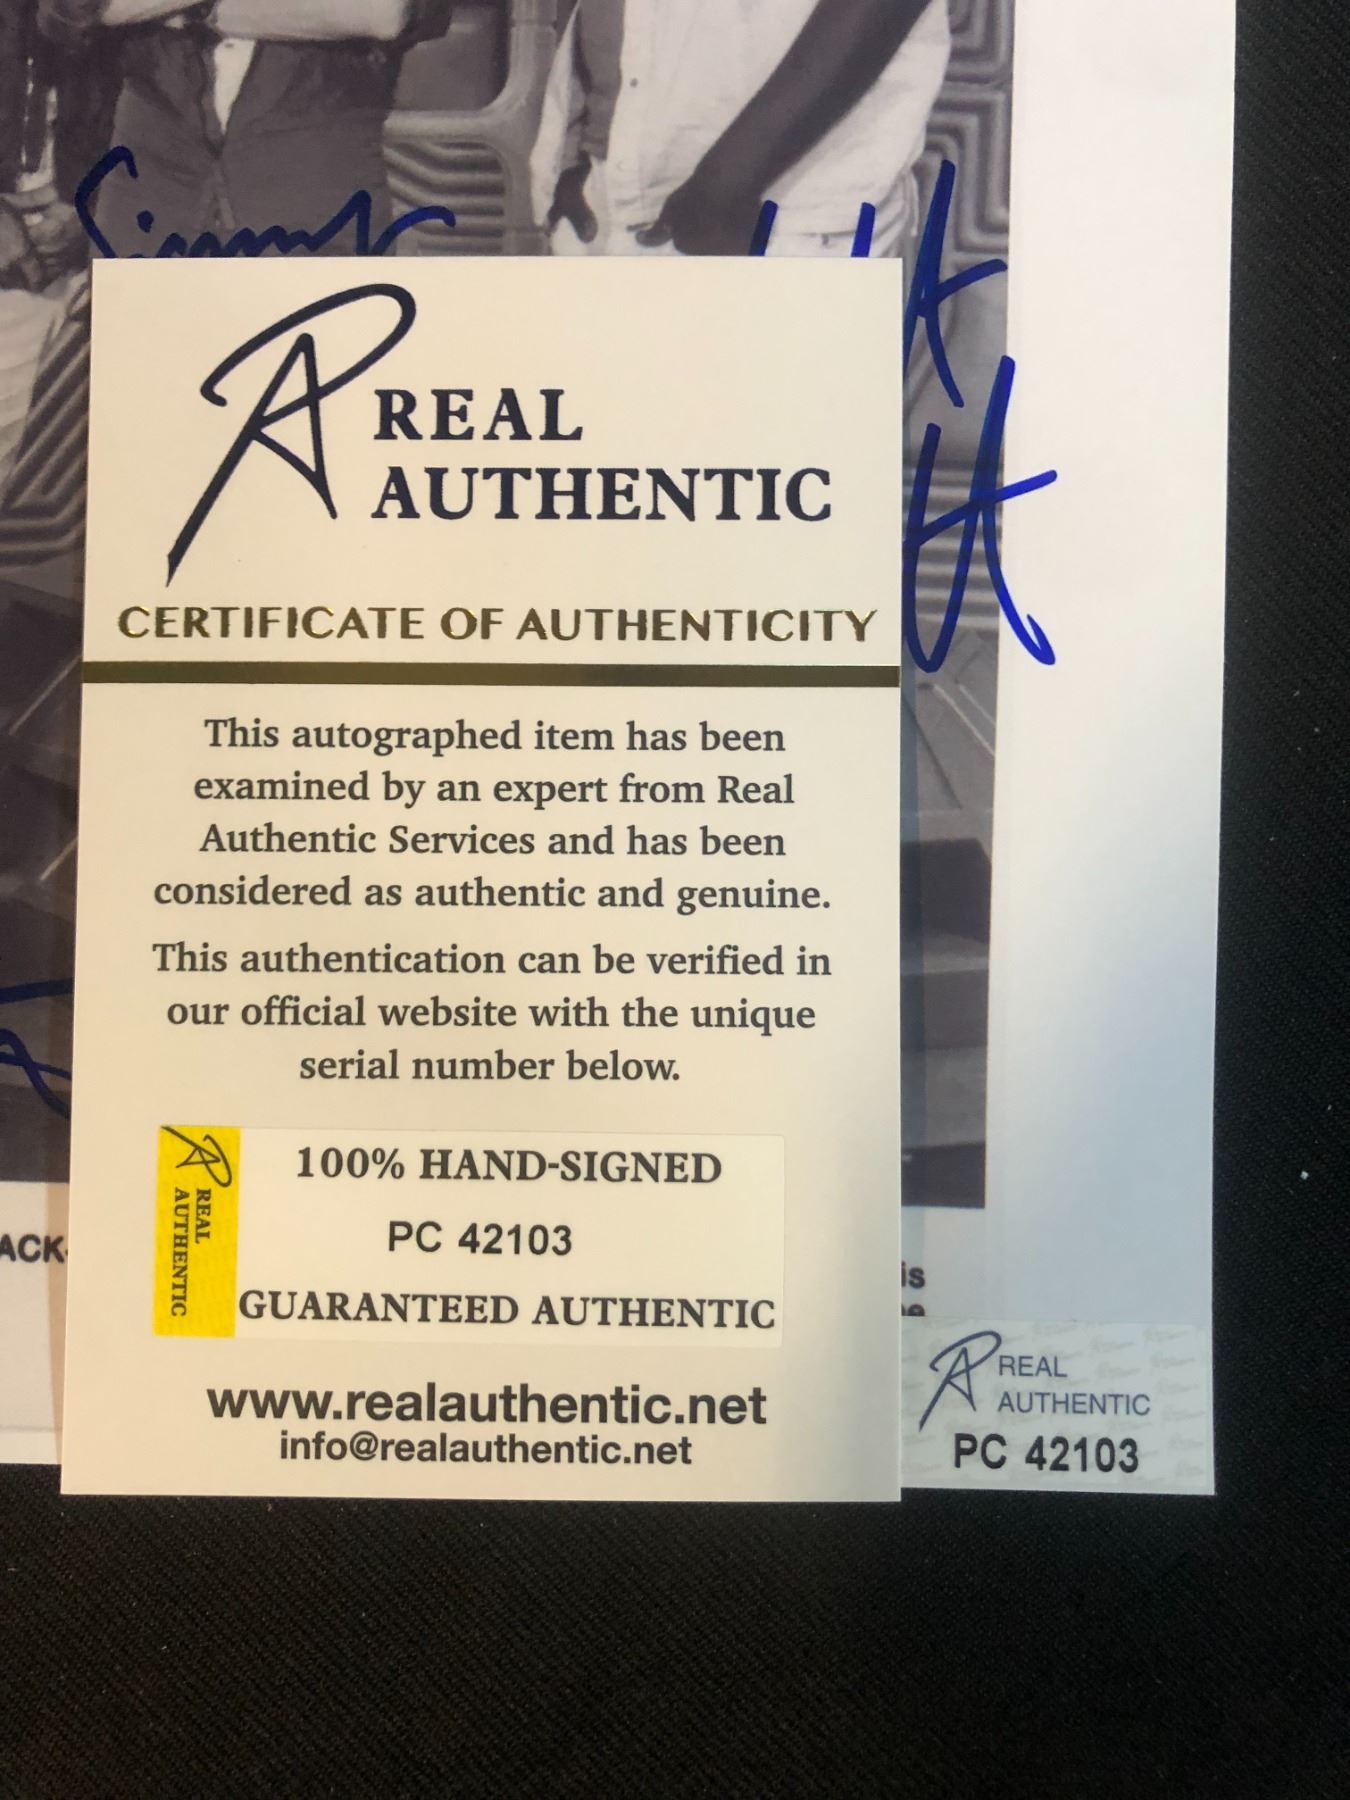 REAL
AUTHENTIC
CERTIFICATE OF AUTHENTICITY
This autographed item has been
examined by an expert from Real
Authentic Services and has been
considered as authentic and genuine.
This authentication can be verified in
our official website with the unique
serial number below.
REAL
AUTHENTIC
100% HAND-SIGNED
PC 42103
GUARANTEED AUTHENTIC
www.realauthentic.net
info@realauthentic.net
ACK-
is
REAL
AUTHENTIC
PC 42103